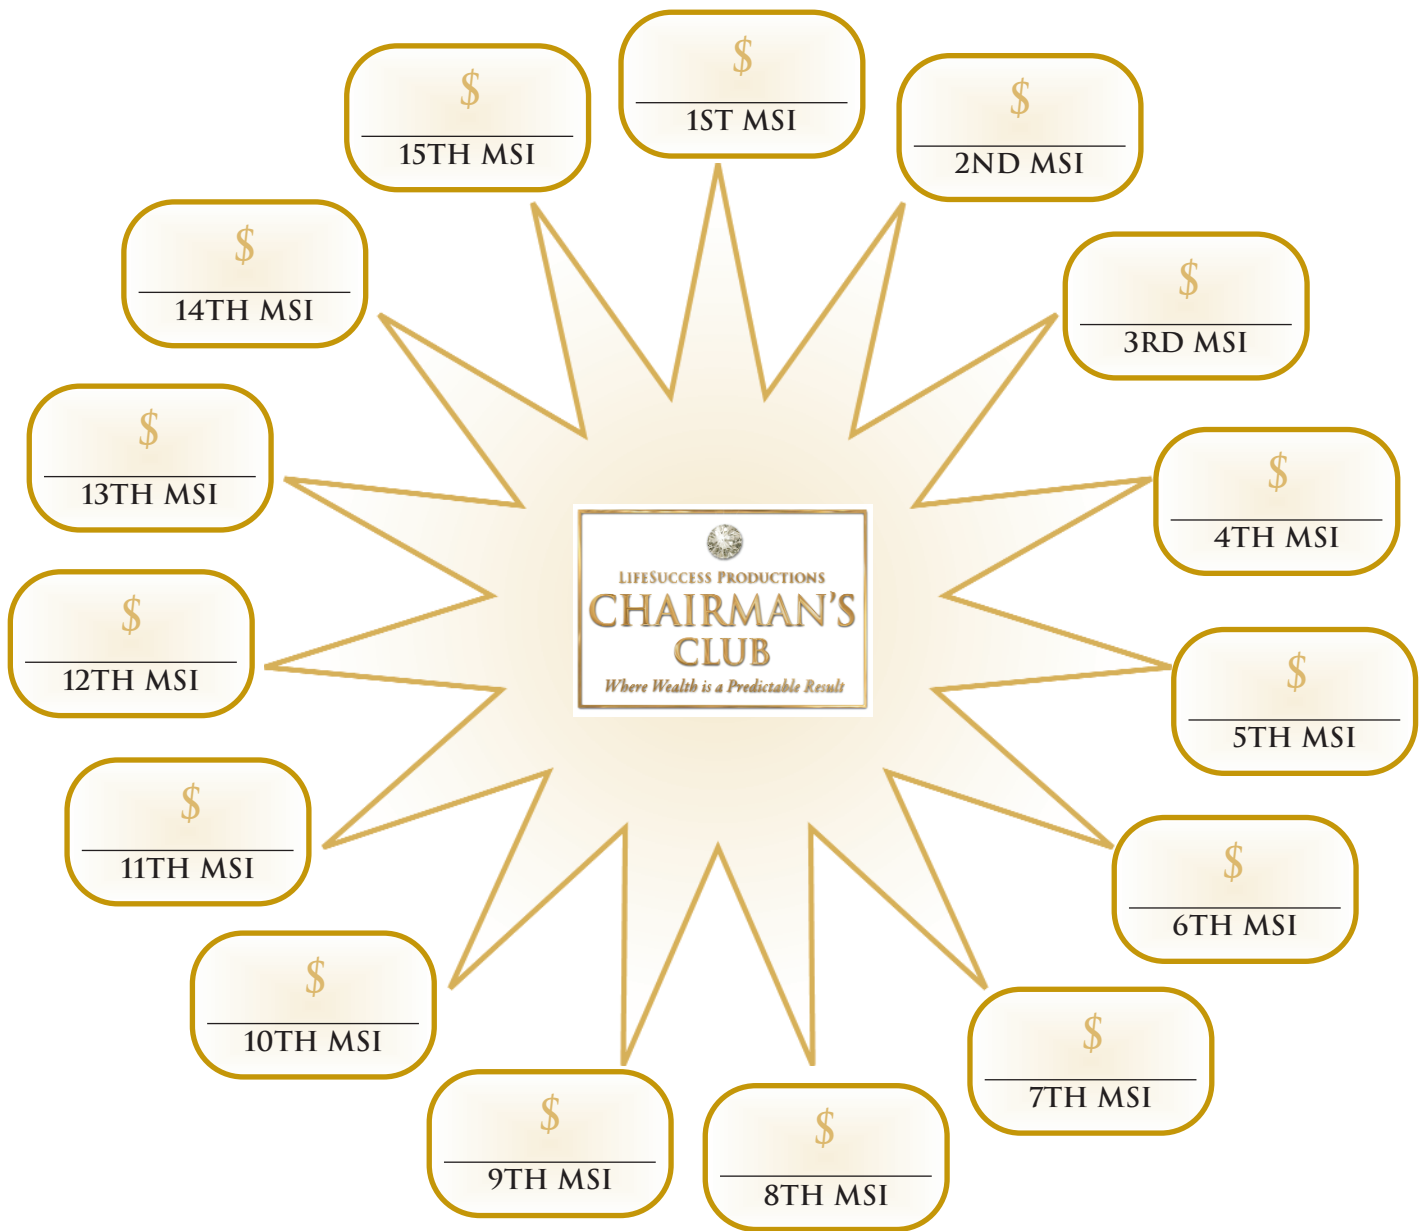 $
1ST MSI
$
2ND MSI
$
3RD MSI
$
4TH MSI
$
5TH MSI
$
6TH MSI
$
7TH MSI
$
8TH MSI
$
9TH MSI
$
10TH MSI
$
11TH MSI
$
12TH MSI
$
13TH MSI
$
14TH MSI
$
15TH MSI
LIFESUCCESS PRODUCTIONS
CHAIRMAN'S
CLUB
Where Wealth is a Predictable Result